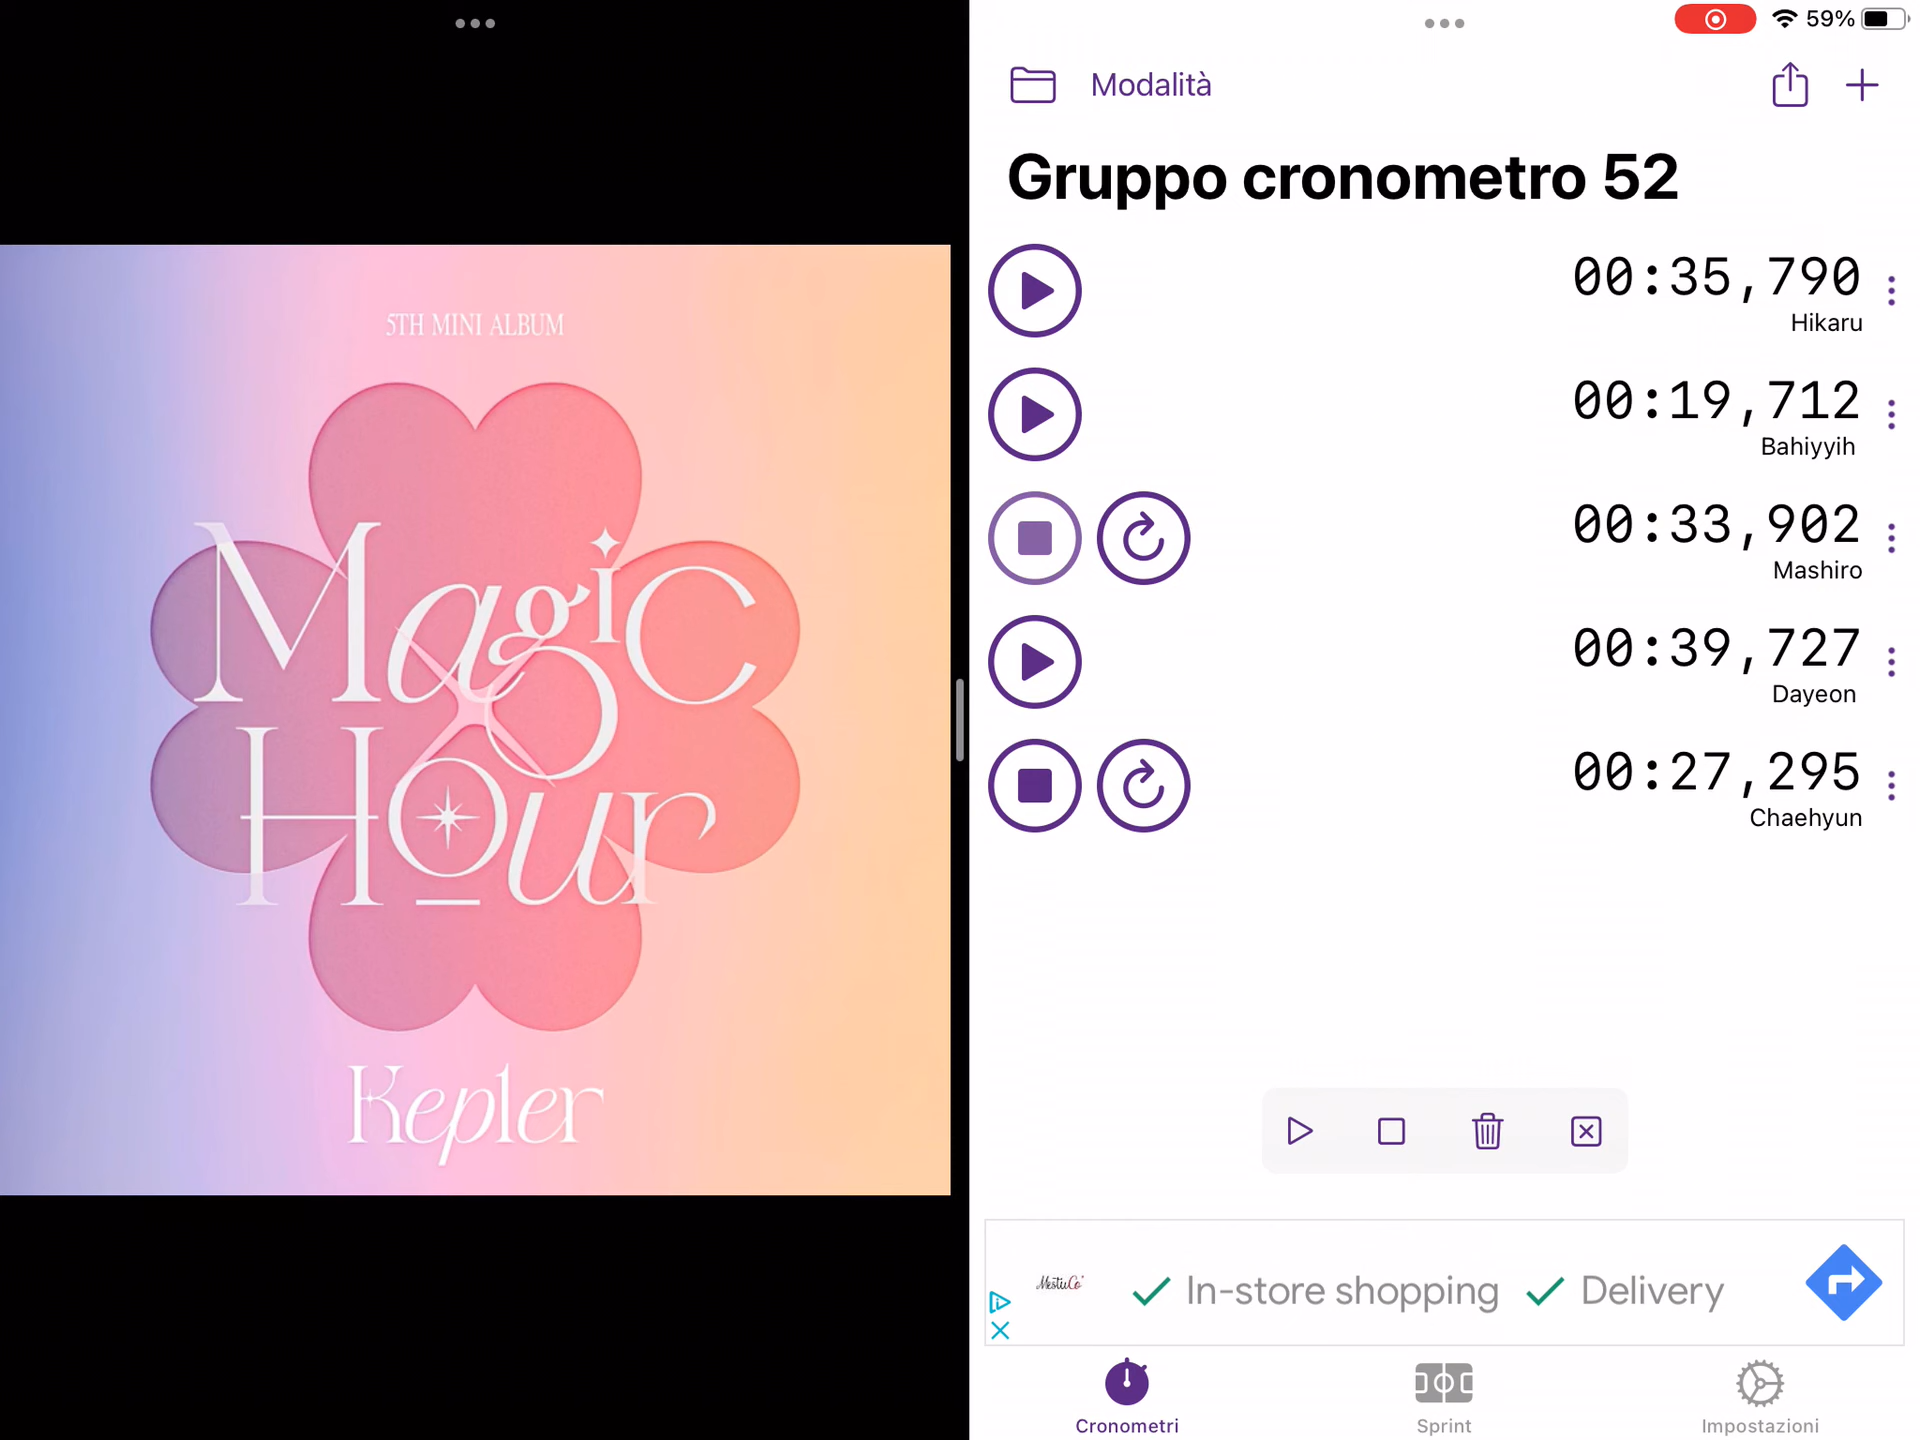 5TH MINI ALBUM
Magic
Hour
Kepler
59%
Modalità
Gruppo cronometro 52
00:35,790
Hikaru
00:19,712
Bahiyyih
00:33,902
Mashiro
00:39,727
Dayeon
00:27,295
Chaehyun
MestiuCo
In-store shopping
Delivery
Cronometri
Sprint
Impostazioni